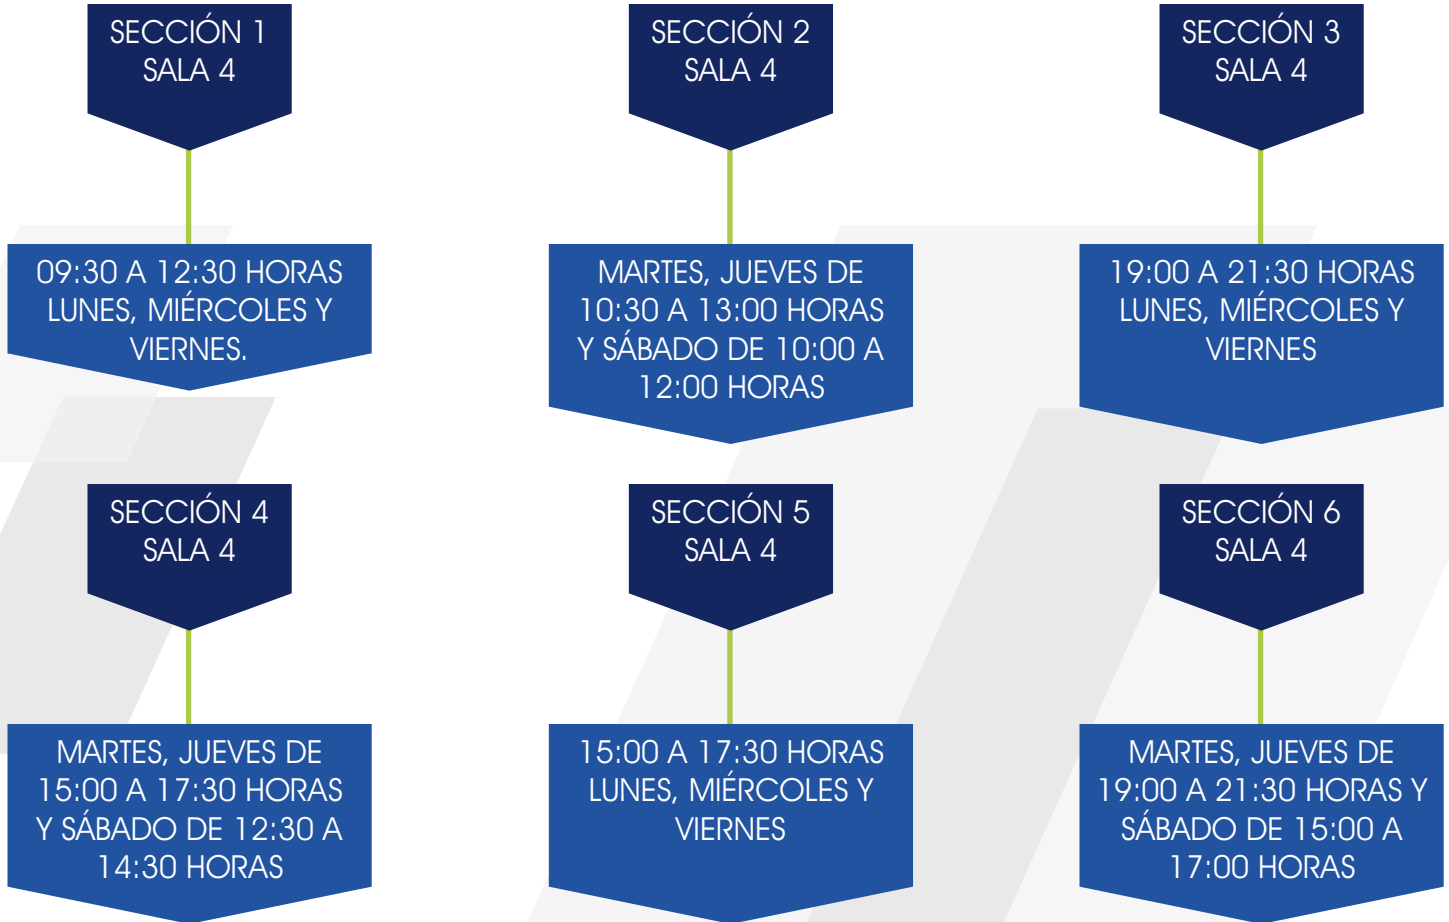 SECCIÓN 1
SALA 4
09:30 A 12:30 HORAS
LUNES, MIÉRCOLES Y
VIERNES.
SECCIÓN 2
SALA 4
MARTES, JUEVES DE
10:30 A 13:00 HORAS
Y SÁBADO DE 10:00 A
12:00 HORAS
SECCIÓN 3
SALA 4
19:00 A 21:30 HORAS
LUNES, MIÉRCOLES Y
VIERNES
SECCIÓN 4
SALA 4
MARTES, JUEVES DE
15:00 A 17:30 HORAS
Y SÁBADO DE 12:30 A
14:30 HORAS
SECCIÓN 5
SALA 4
15:00 A 17:30 HORAS
LUNES, MIÉRCOLES Y
VIERNES
SECCIÓN 6
SALA 4
MARTES, JUEVES DE
19:00 A 21:30 HORAS Y
SÁBADO DE 15:00 A
17:00 HORAS